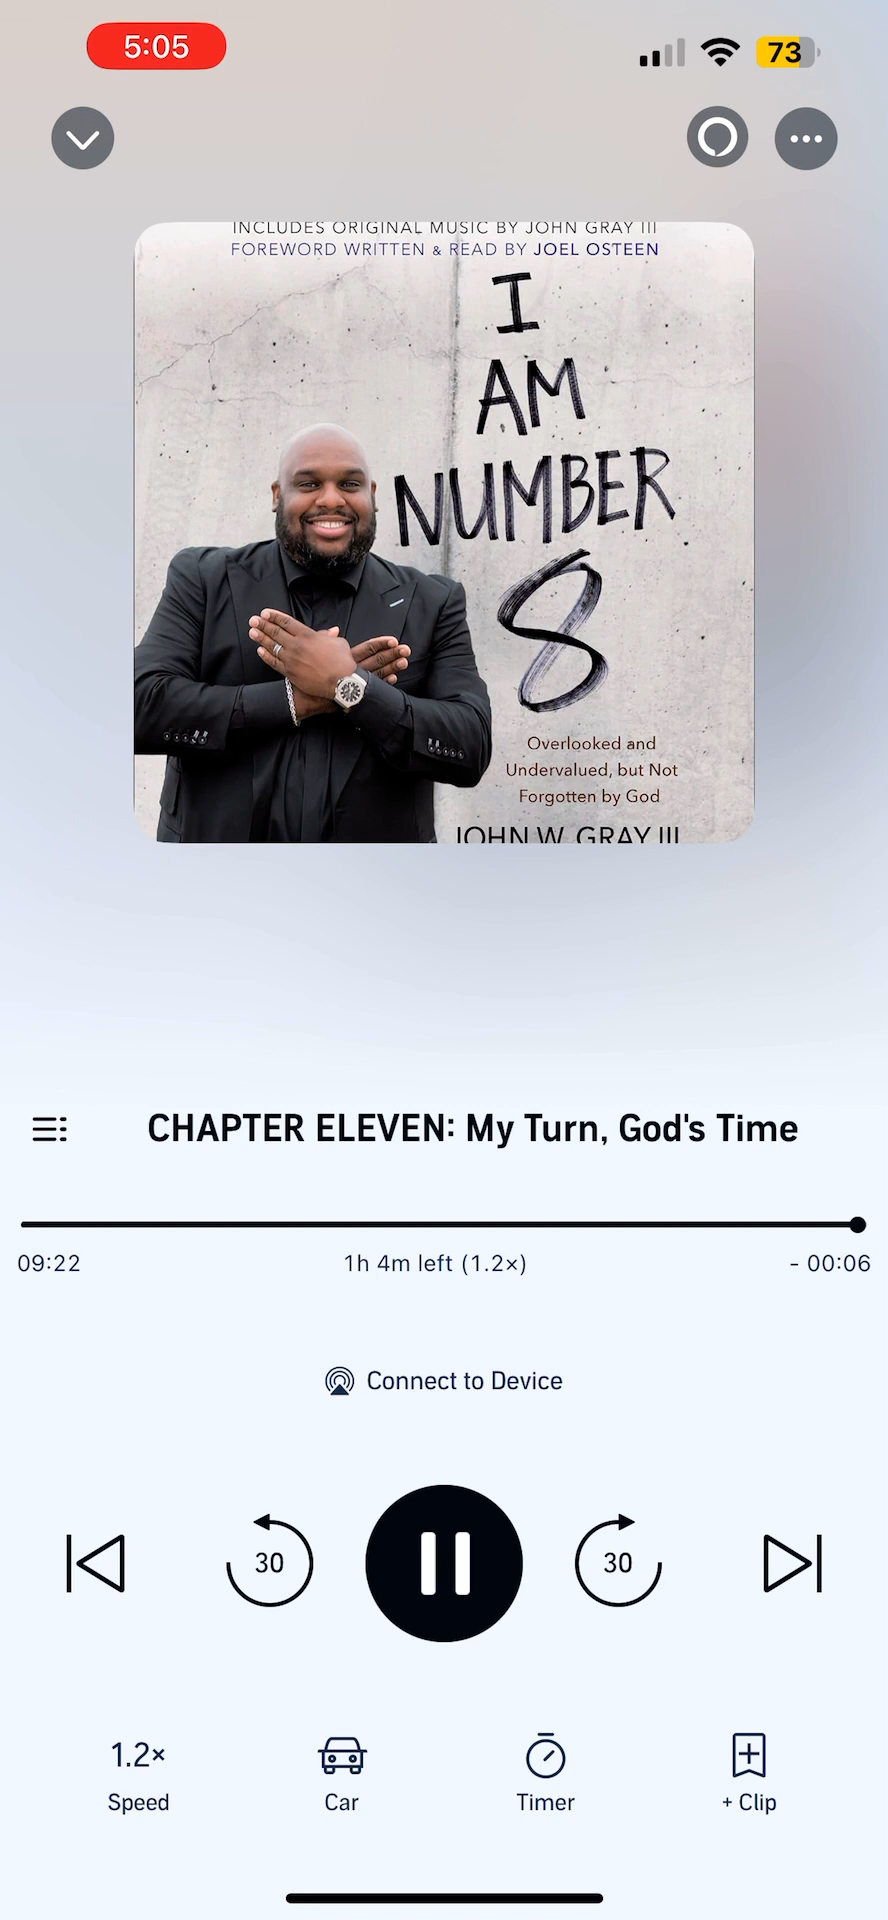 5:05
73
INCLUDES ORIGINAL MUSIC BY JOHN GRAY III
FOREWORD WRITTEN & READ BY JOEL OSTEEN
I
AM
NUMBER
8
Overlooked and
Undervalued, but Not
Forgotten by God
JOHN W. GRAY III
CHAPTER ELEVEN: My Turn, God's Time
09:22
1h 4m left (1.2×)
- 00:06
Connect to Device
30
30
1.2×
Speed
Car
Timer
+ Clip